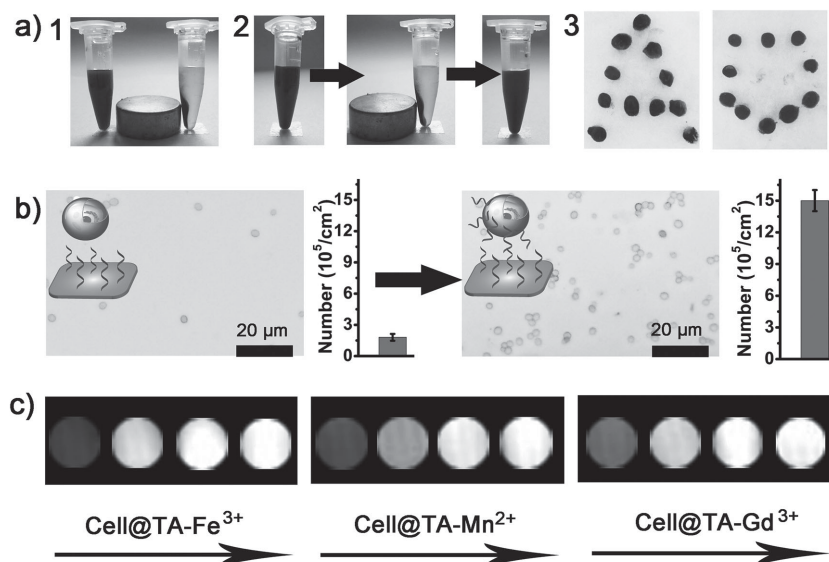 a) 1 2 3
b)
Number (10⁵/cm²)
15
12
9
6
3
0
20 µm
Number (10⁵/cm²)
15
12
9
6
3
0
20 µm
c)
Cell@TA-Fe³⁺ Cell@TA-Mn²⁺ Cell@TA-Gd³⁺